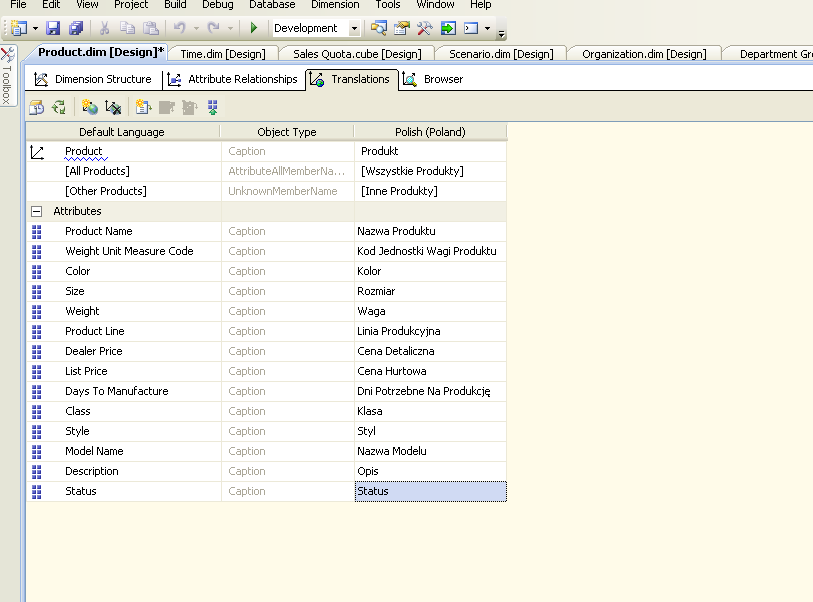 File Edit View Project Build Debug Database Dimension Tools Window Help
Development
Product.dim [Design]* Time.dim [Design] Sales Quota.cube [Design] Scenario.dim [Design] Organization.dim [Design] Department Gr
Toolbox
Dimension Structure Attribute Relationships Translations Browser
Default Language Object Type Polish (Poland)
Product Caption Produkt
[All Products] AttributeAllMemberNa... [Wszystkie Produkty]
[Other Products] UnknownMemberName [Inne Produkty]
Attributes
Product Name Caption Nazwa Produktu
Weight Unit Measure Code Caption Kod Jednostki Wagi Produktu
Color Caption Kolor
Size Caption Rozmiar
Weight Caption Waga
Product Line Caption Linia Produkcyjna
Dealer Price Caption Cena Detaliczna
List Price Caption Cena Hurtowa
Days To Manufacture Caption Dni Potrzebne Na Produkcję
Class Caption Klasa
Style Caption Styl
Model Name Caption Nazwa Modelu
Description Caption Opis
Status Caption Status